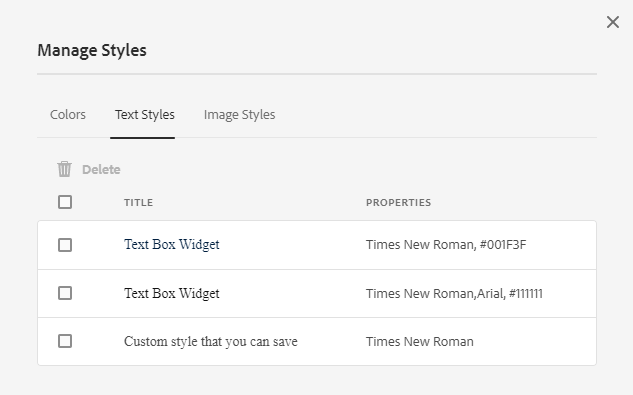 Manage Styles
Colors Text Styles Image Styles
Delete
TITLE PROPERTIES
Text Box Widget Times New Roman, #001F3F
Text Box Widget Times New Roman,Arial, #111111
Custom style that you can save Times New Roman